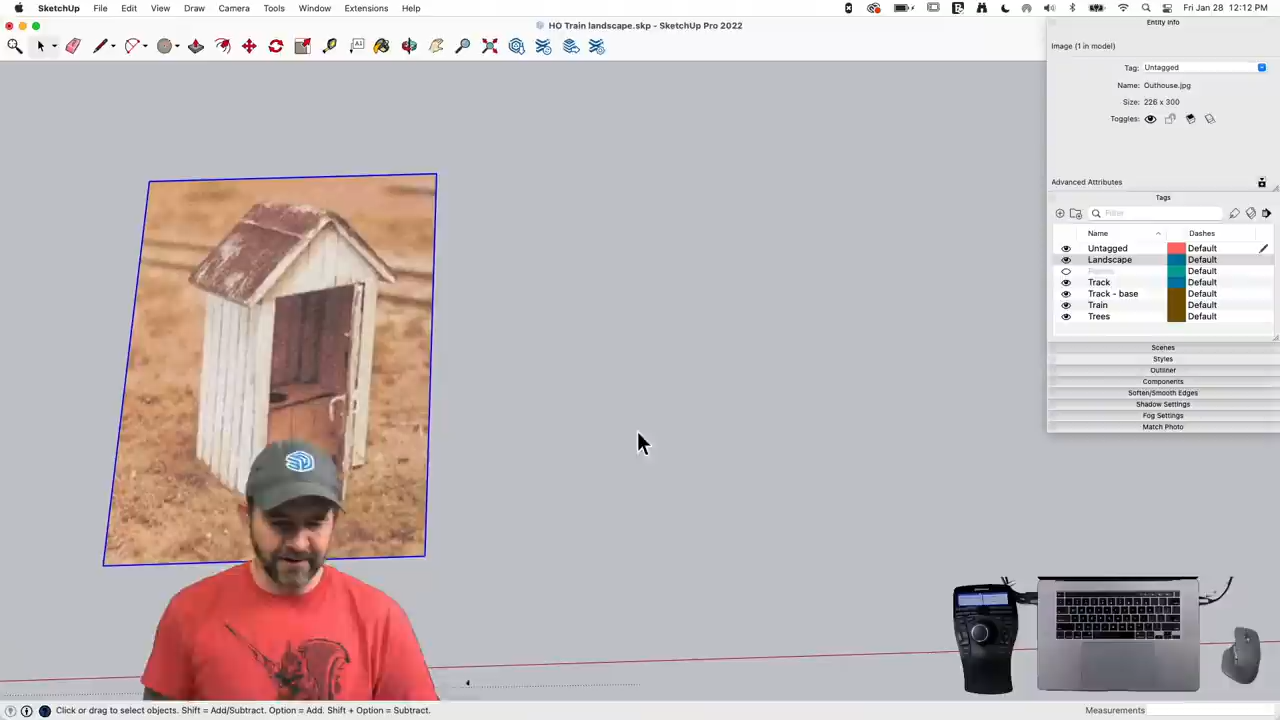 SketchUp File Edit View Draw Camera Tools Window Extensions Help Fri Jan 28 12:12 PM
HO Train landscape.skp - SketchUp Pro 2022
Entity Info
Image (1 in model)
Tag: Untagged
Name: Outhouse.jpg
Size: 226 x 300
Toggles:
Advanced Attributes
Tags
Filter
Name Dashes
Untagged Default
Landscape Default
Default
Track Default
Track - base Default
Train Default
Trees Default
Scenes
Styles
Outliner
Components
Soften/Smooth Edges
Shadow Settings
Fog Settings
Match Photo
Click or drag to select objects. Shift = Add/Subtract. Option = Add. Shift + Option = Subtract. Measurements